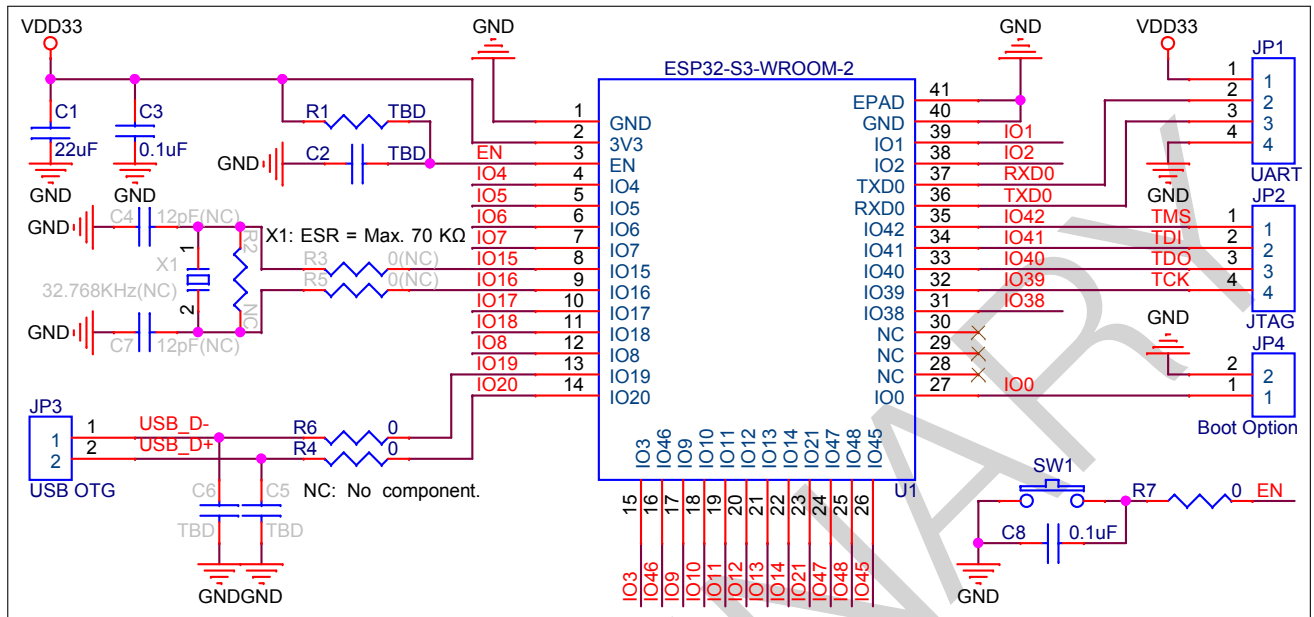 VDD33
GND
ESP32-S3-WROOM-2
GND
VDD33
JP1
C1
22uF
GND
C3
0.1uF
GND
R1 TBD
GND C2 TBD
EN
IO4
IO5
IO6
IO7
IO15
IO16
IO17
IO18
IO8
IO19
IO20
1 GND
2 3V3
3 EN
4 IO4
5 IO5
6 IO6
7 IO7
8 IO15
9 IO16
10 IO17
11 IO18
12 IO8
13 IO19
14 IO20
EPAD 41
GND 40
IO1 39 IO1
IO2 38 IO2
TXD0 37 RXD0
RXD0 36 TXD0
IO42 35 IO42 TMS
IO41 34 IO41 TDI
IO40 33 IO40 TDO
IO39 32 IO39 TCK
IO38 31 IO38
NC 30
NC 29
NC 28
IO0 27 IO0
1 1
2 2
3 3
4 4
GND
UART
JP2
1 1
2 2
3 3
4 4
JTAG
GND
JP4
2 2
1 1
Boot Option
GND C4 12pF(NC)
X1: ESR = Max. 70 KΩ
R2
NC
1
X1
32.768KHz(NC)
2
R3 0(NC)
R5 0(NC)
GND C7 12pF(NC)
JP3
1 1 USB_D-
2 2 USB_D+
USB OTG
R6 0
R4 0
C6
TBD
C5
TBD
NC: No component.
GND GND
IO3 IO46 IO9 IO10 IO11 IO12 IO13 IO14 IO21 IO47 IO48 IO45
U1
15 16 17 18 19 20 21 22 23 24 25 26
IO3 IO46 IO9 IO10 IO11 IO12 IO13 IO14 IO21 IO47 IO48 IO45
SW1
R7 0 EN
C8 0.1uF
GND